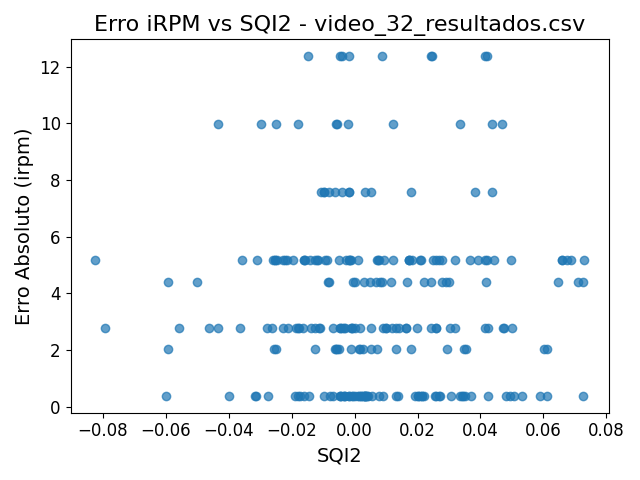 Erro iRPM vs SQI2 - video_32_resultados.csv
Erro Absoluto (irpm)
12
10
8
6
4
2
0
−0.08 −0.06 −0.04 −0.02 0.00 0.02 0.04 0.06 0.08
SQI2